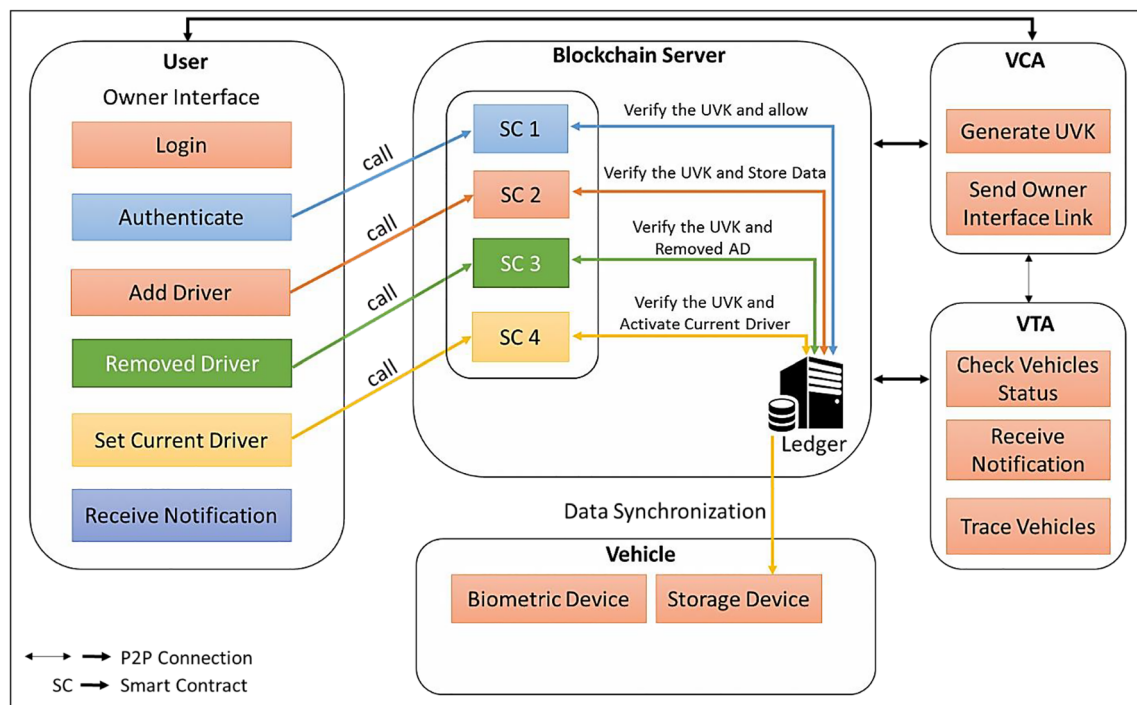 User
Owner Interface
Login
Authenticate
Add Driver
Removed Driver
Set Current Driver
Receive Notification
call
call
call
call
Blockchain Server
SC 1
SC 2
SC 3
SC 4
Verify the UVK and allow
Verify the UVK and Store Data
Verify the UVK and
Removed AD
Verify the UVK and
Activate Current Driver
Ledger
VCA
Generate UVK
Send Owner
Interface Link
VTA
Check Vehicles
Status
Receive
Notification
Trace Vehicles
Data Synchronization
Vehicle
Biometric Device
Storage Device
P2P Connection
SC
Smart Contract